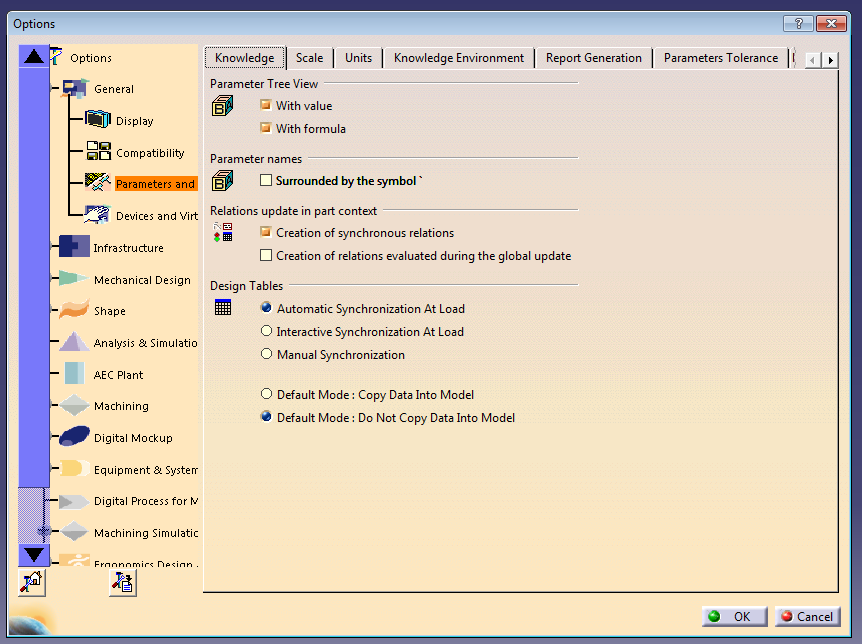 Options
Options
General
Display
Compatibility
Parameters and
Devices and Virt
Infrastructure
Mechanical Design
Shape
Analysis & Simulatio
AEC Plant
Machining
Digital Mockup
Equipment & System
Digital Process for M
Machining Simulatic
Ergonomics Design
Knowledge Scale Units Knowledge Environment Report Generation Parameters Tolerance
Parameter Tree View
With value
With formula
Parameter names
Surrounded by the symbol `
Relations update in part context
Creation of synchronous relations
Creation of relations evaluated during the global update
Design Tables
Automatic Synchronization At Load
Interactive Synchronization At Load
Manual Synchronization
Default Mode : Copy Data Into Model
Default Mode : Do Not Copy Data Into Model
OK Cancel